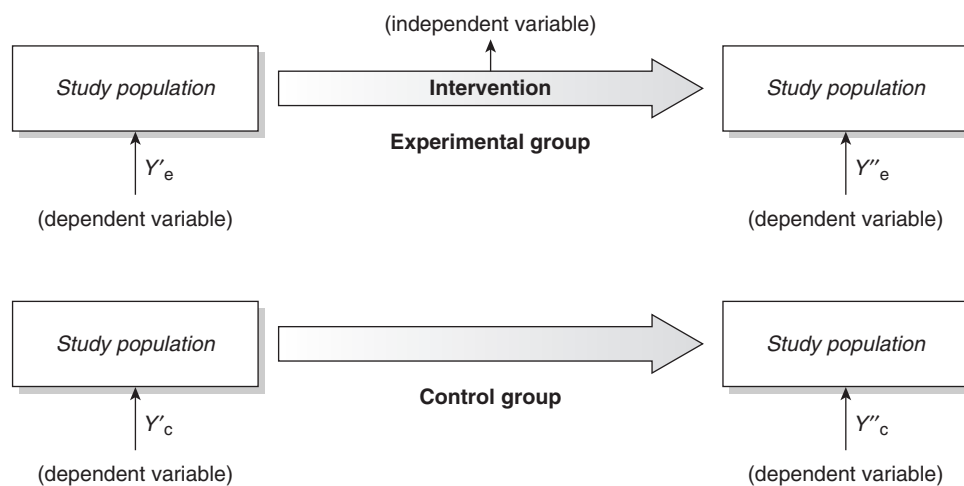 (independent variable)
Study population
Intervention
Study population
Experimental group
Y′e
Y″e
(dependent variable)
(dependent variable)
Study population
Study population
Control group
Y′c
Y″c
(dependent variable)
(dependent variable)